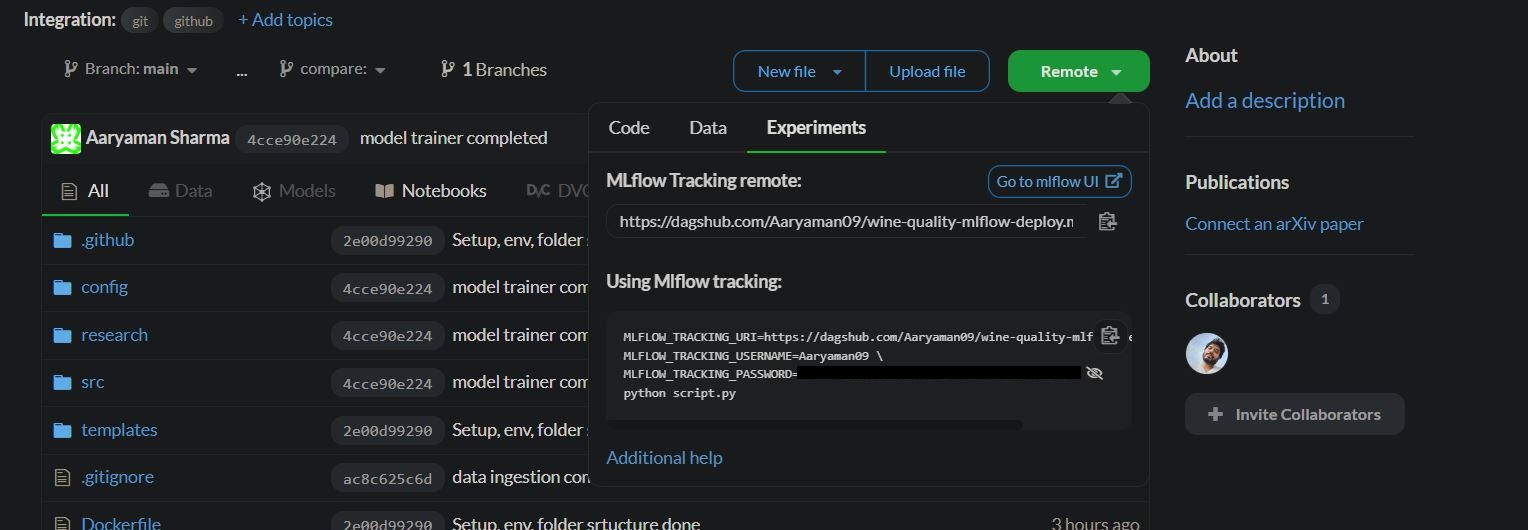 Integration: git github + Add topics
Branch: main ... compare: 1 Branches
New file Upload file Remote
Aaryaman Sharma 4cce90e224 model trainer completed
All Data Models Notebooks DVC
.github 2e00d99290 Setup, env, folder
config 4cce90e224 model trainer com
research 4cce90e224 model trainer com
src 4cce90e224 model trainer com
templates 2e00d99290 Setup, env, folder
.gitignore ac8c625c6d data ingestion com
Dockerfile 2e00d99290 Setup, env, folder srtucture done 3 hours ago
Code Data Experiments
MLflow Tracking remote: Go to mlflow UI
https://dagshub.com/Aaryaman09/wine-quality-mlflow-deploy.m
Using Mlflow tracking:
MLFLOW_TRACKING_URI=https://dagshub.com/Aaryaman09/wine-quality-mlf
MLFLOW_TRACKING_USERNAME=Aaryaman09 \
MLFLOW_TRACKING_PASSWORD=
python script.py
Additional help
About
Add a description
Publications
Connect an arXiv paper
Collaborators 1
Invite Collaborators